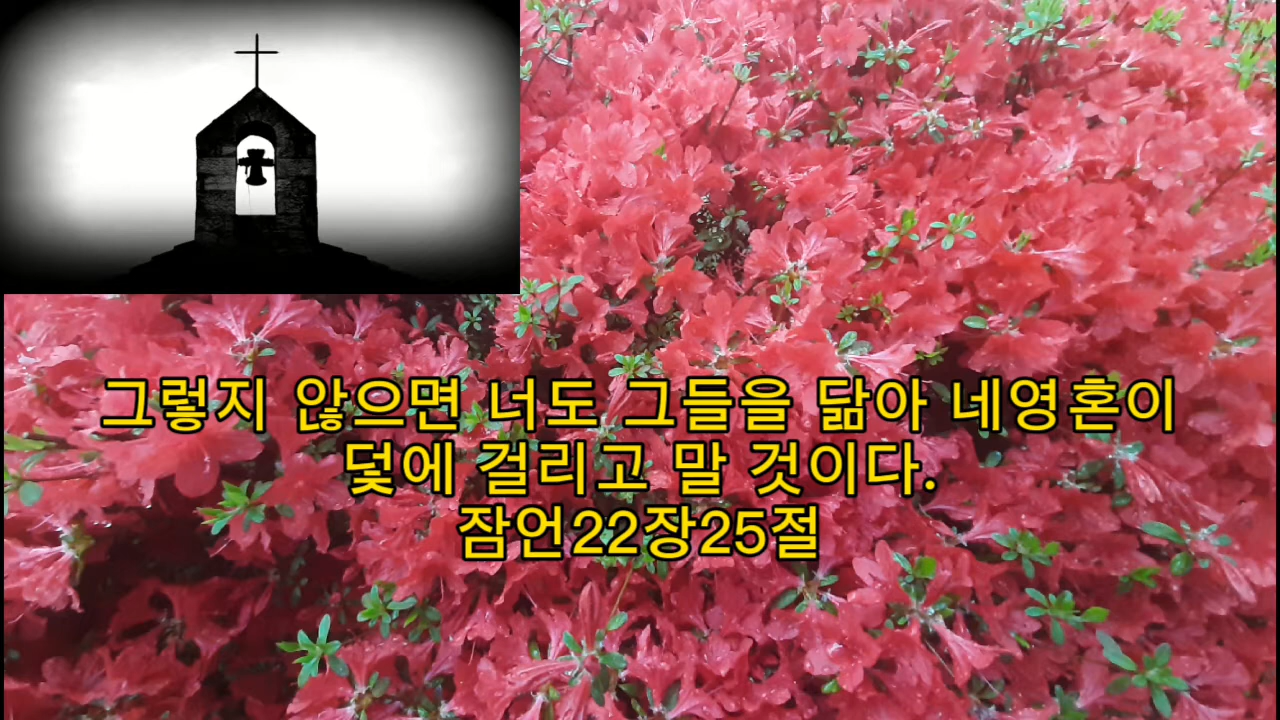 그렇지 않으면 너도 그들을 닮아 네영혼이
덫에 걸리고 말 것이다.
잠언22장25절